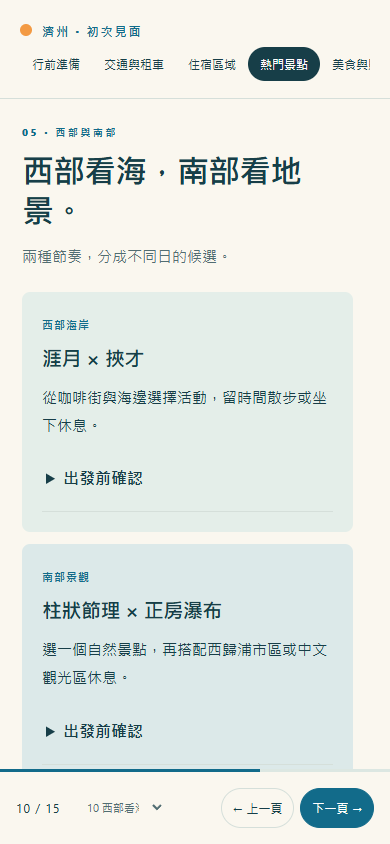 濟州・初次見面
行前準備 交通與租車 住宿區域 熱門景點 美食與
05・西部與南部
西部看海，南部看地
景。
兩種節奏，分成不同日的候選。
西部海岸
涯月 × 挾才
從咖啡街與海邊選擇活動，留時間散步或坐
下休息。
▶ 出發前確認
南部景觀
柱狀節理 × 正房瀑布
選一個自然景點，再搭配西歸浦市區或中文
觀光區休息。
▶ 出發前確認
10 / 15 10 西部看 ← 上一頁 下一頁 →